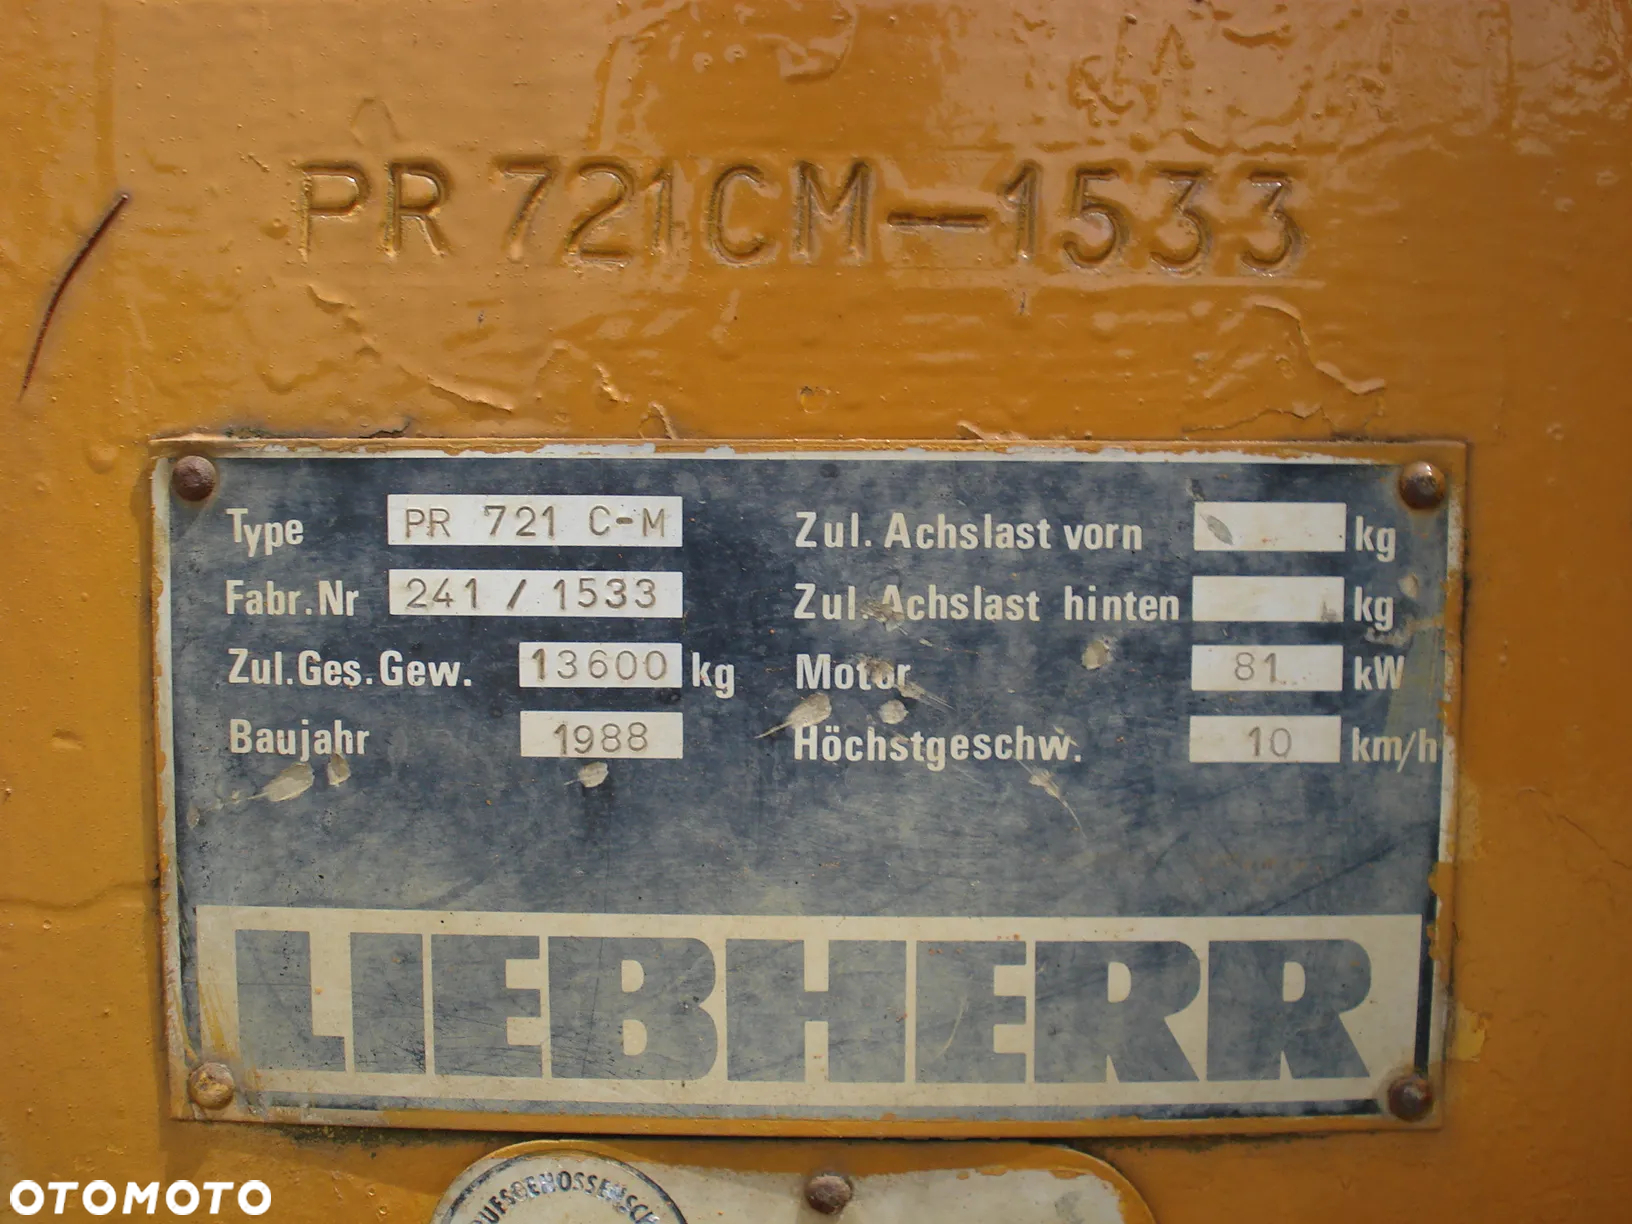 PR 721CM-1533
Type PR 721 C-M
Fabr.Nr 241 / 1533
Zul.Ges.Gew. 13600 kg
Baujahr 1988
Zul. Achslast vorn kg
Zul. Achslast hinten kg
Motor 81 kW
Höchstgeschw. 10 km/h
LIEBHERR
OTOMOTO